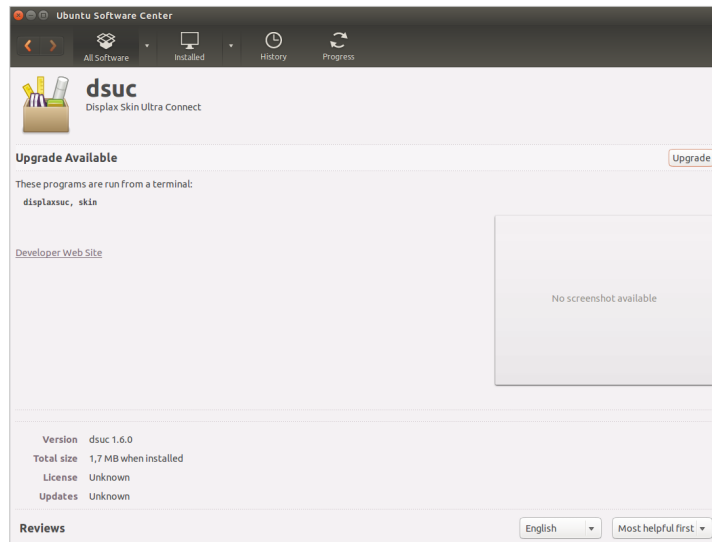 Ubuntu Software Center
All Software
Installed
History
Progress
dsuc
Displax Skin Ultra Connect
Upgrade Available
Upgrade
These programs are run from a terminal:
displaxsuc, skin
Developer Web Site
No screenshot available
Version dsuc 1.6.0
Total size 1,7 MB when installed
License Unknown
Updates Unknown
Reviews
English
Most helpful first